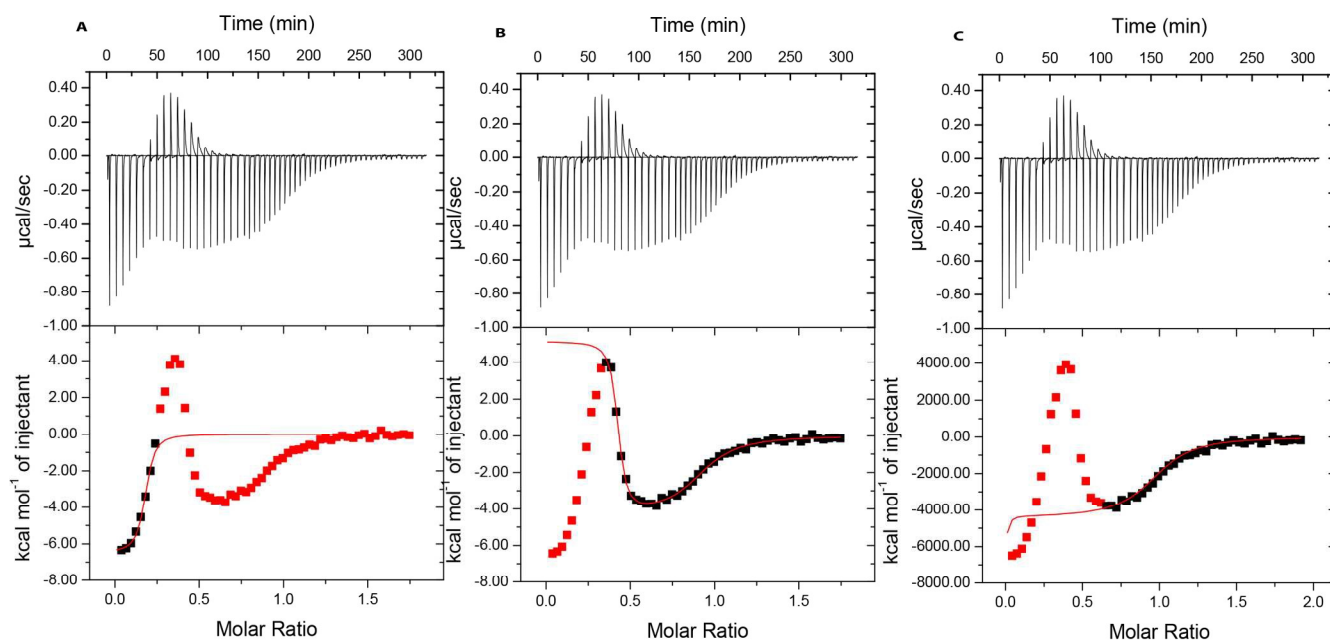 A
Time (min)
0 50 100 150 200 250 300
0.40
0.20
0.00
-0.20
-0.40
-0.60
-0.80
-1.00
µcal/sec
4.00
2.00
0.00
-2.00
-4.00
-6.00
-8.00
kcal mol⁻¹ of injectant
0.0 0.5 1.0 1.5
Molar Ratio
B
Time (min)
0 50 100 150 200 250 300
0.40
0.20
0.00
-0.20
-0.40
-0.60
-0.80
-1.00
µcal/sec
4.00
2.00
0.00
-2.00
-4.00
-6.00
-8.00
kcal mol⁻¹ of injectant
0.0 0.5 1.0 1.5
Molar Ratio
C
Time (min)
0 50 100 150 200 250 300
0.40
0.20
0.00
-0.20
-0.40
-0.60
-0.80
-1.00
µcal/sec
4000.00
2000.00
0.00
-2000.00
-4000.00
-6000.00
-8000.00
kcal mol⁻¹ of injectant
0.0 0.5 1.0 1.5 2.0
Molar Ratio